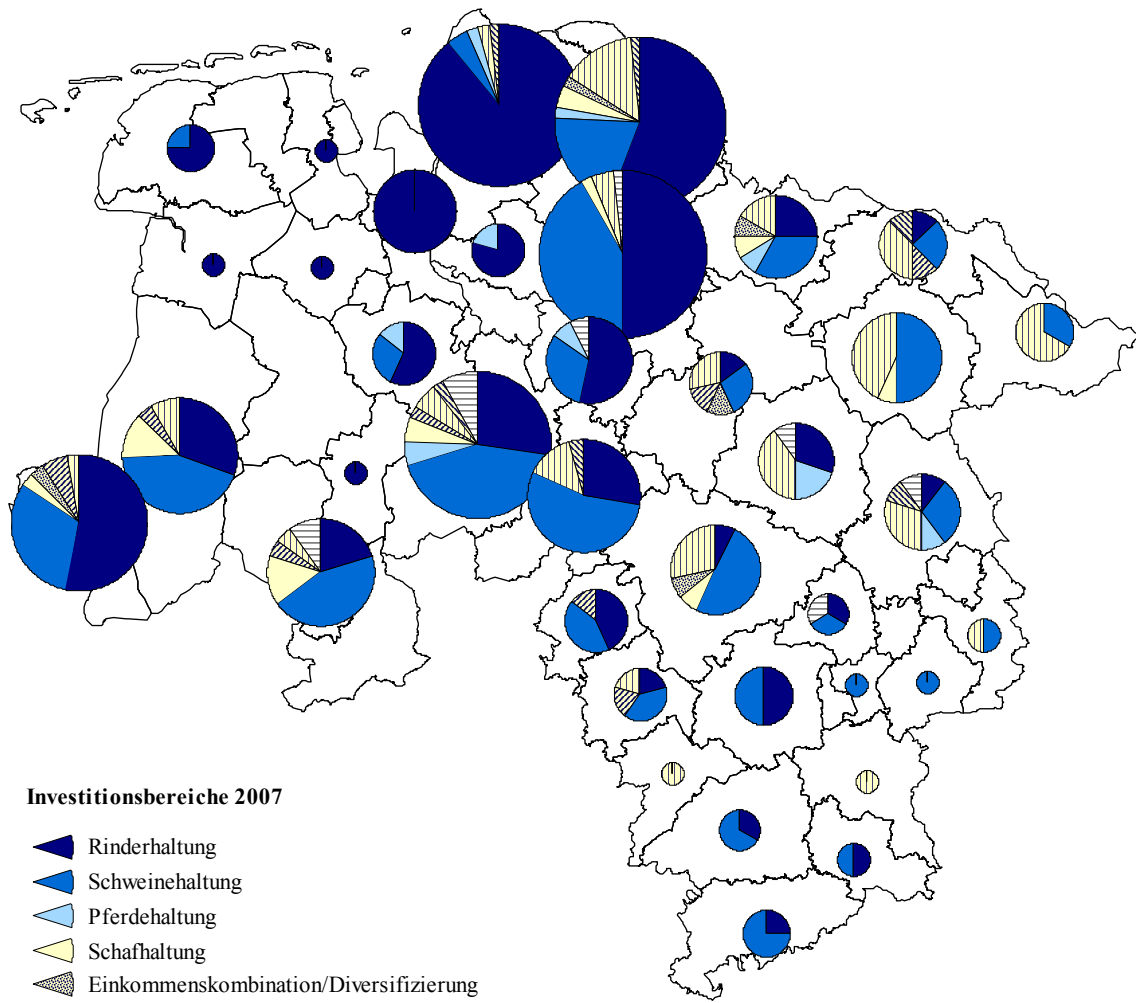 Investitionsbereiche 2007
Rinderhaltung
Schweinehaltung
Pferdehaltung
Schafhaltung
Einkommenskombination/Diversifizierung